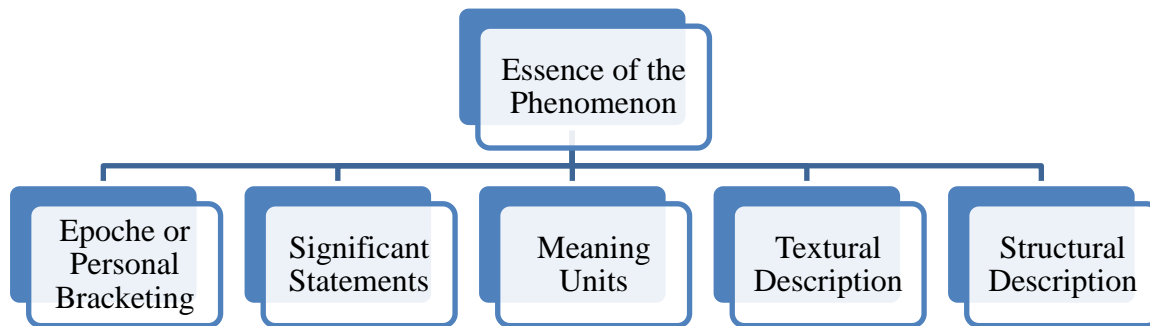 Essence of the
Phenomenon
Epoche or
Personal
Bracketing
Significant
Statements
Meaning
Units
Textural
Description
Structural
Description